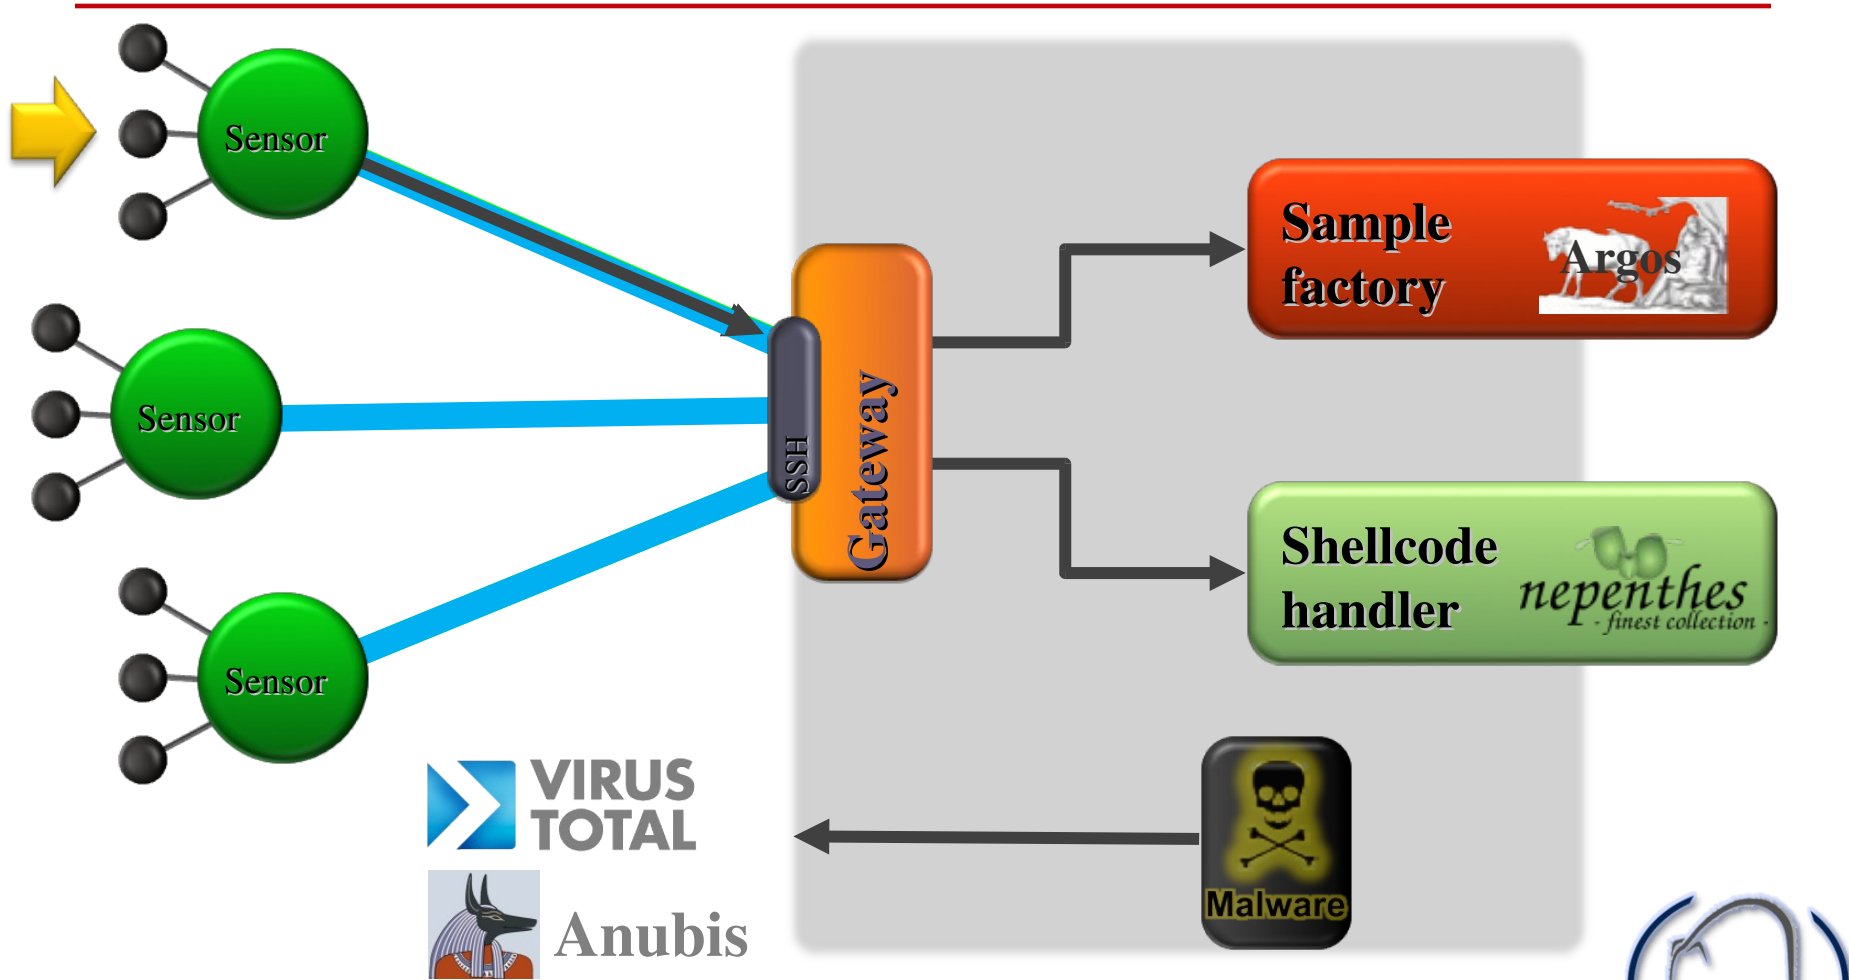 Sensor
Sample
factory
Argos
Sensor
SSH
Gateway
Shellcode
handler
nepenthes
- finest collection -
Sensor
VIRUS
TOTAL
Malware
Anubis